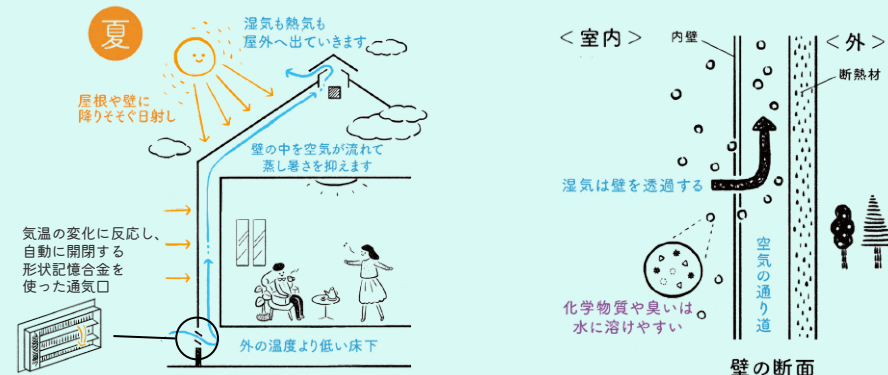 夏
湿気も熱気も
屋外へ出ていきます
屋根や壁に
降りそそぐ日射し
壁の中を空気が流れて
蒸し暑さを抑えます
気温の変化に反応し、
自動に開閉する
形状記憶合金を
使った通気口
外の温度より低い床下
＜室内＞
内壁
＜外＞
断熱材
湿気は壁を透過する
空気の通り道
化学物質や臭いは
水に溶けやすい
壁の断面